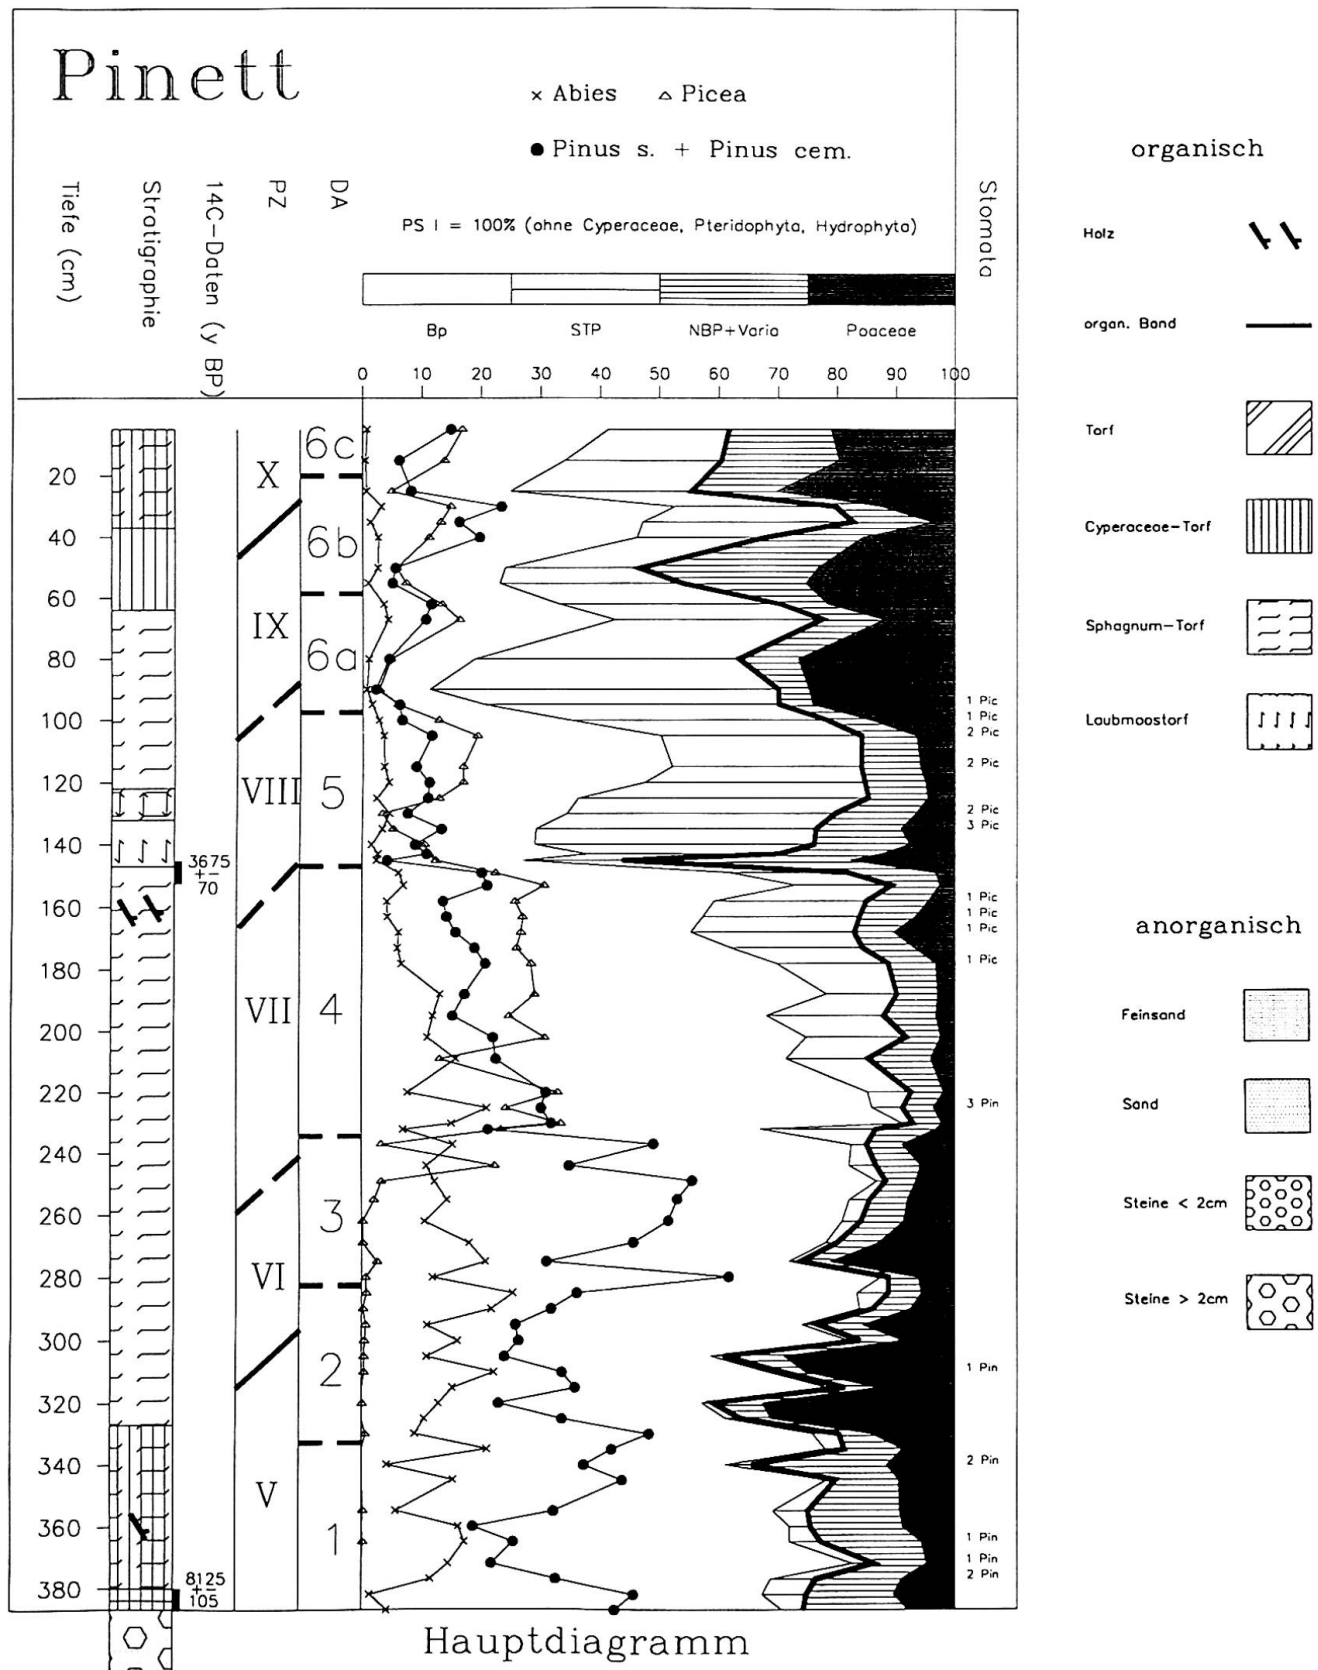 Pinett
× Abies △ Picea
● Pinus s. + Pinus cem.
Tiefe (cm)
Stratigraphie
14C-Daten (y BP)
PZ
DA
Stomata
PS I = 100% (ohne Cyperaceae, Pteridophyta, Hydrophyta)
Bp STP NBP+Varia Poaceae
0 10 20 30 40 50 60 70 80 90 100
20
40
60
80
100
120
140
160
180
200
220
240
260
280
300
320
340
360
380
3675
+-
70
8125
+-
105
X
IX
VIII
VII
VI
V
6c
6b
6a
5
4
3
2
1
1 Pic
1 Pic
2 Pic
2 Pic
2 Pic
3 Pic
1 Pic
1 Pic
1 Pic
1 Pic
3 Pin
1 Pin
2 Pin
1 Pin
1 Pin
2 Pin
Hauptdiagramm
organisch
Holz
organ. Band
Torf
Cyperaceae-Torf
Sphagnum-Torf
Laubmoostorf
anorganisch
Feinsand
Sand
Steine < 2cm
Steine > 2cm